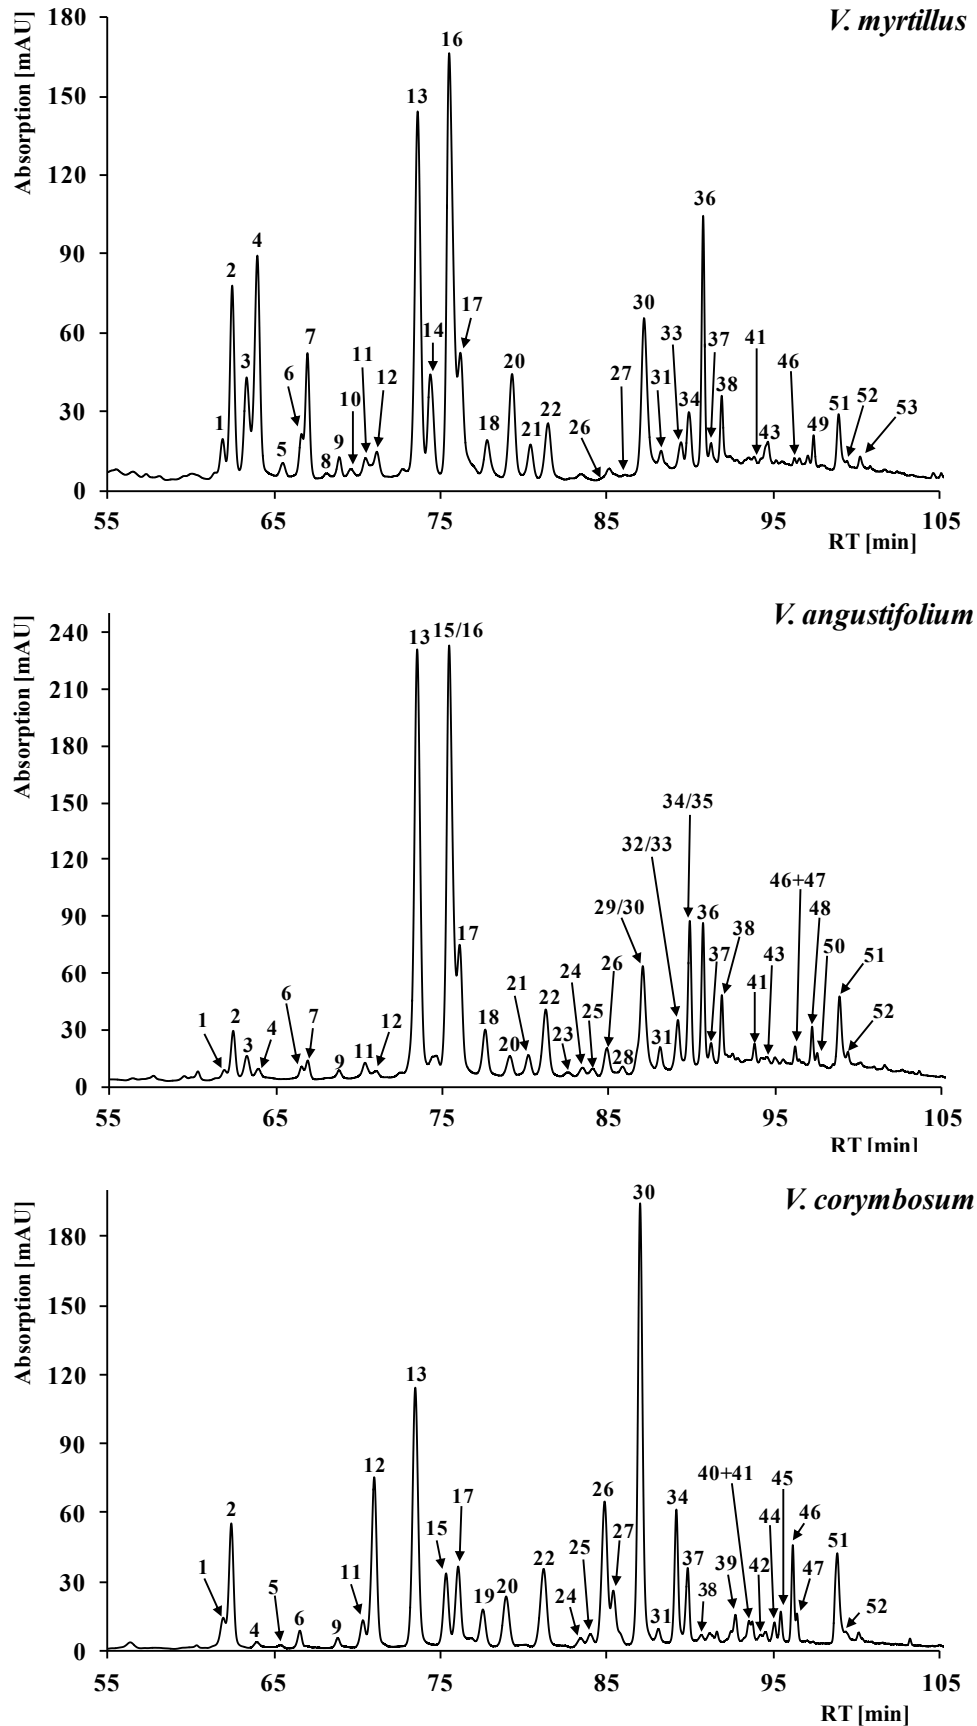 V. myrtillus
Absorption [mAU]
180
150
120
90
60
30
0
1 2 3 4 5 6 7 8 9 10 11 12 13 14 16 17 18 20 21 22 26 27 30 31 33 34 36 37 38 41 43 46 49 51 52 53
55 65 75 85 95 105
RT [min]
V. angustifolium
Absorption [mAU]
240
210
180
150
120
90
60
30
0
1 2 3 4 6 7 9 11 12 13 15/16 17 18 20 21 22 23 24 25 26 28 29/30 31 32/33 34/35 36 37 38 41 43 46+47 48 50 51 52
55 65 75 85 95 105
RT [min]
V. corymbosum
Absorption [mAU]
180
150
120
90
60
30
0
1 2 4 5 6 9 11 12 13 15 17 19 20 22 24 25 26 27 30 31 34 37 38 39 40+41 42 44 45 46 47 51 52
55 65 75 85 95 105
RT [min]